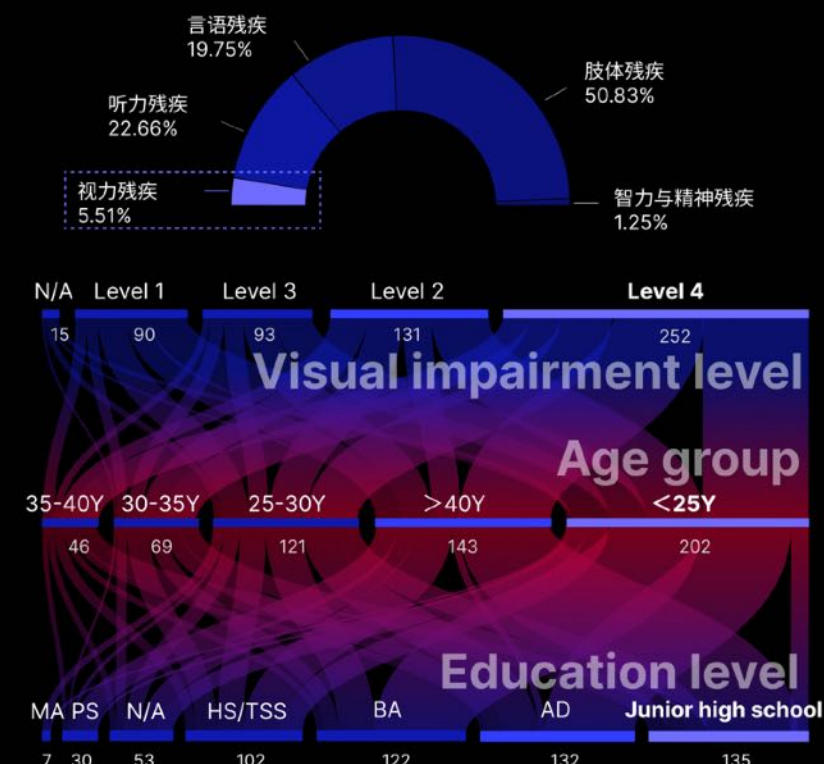 言语残疾
19.75%
肢体残疾
50.83%
听力残疾
22.66%
视力残疾
5.51%
智力与精神残疾
1.25%
N/A Level 1 Level 3 Level 2 Level 4
15 90 93 131 252
Visual impairment level
Age group
35-40Y 30-35Y 25-30Y >40Y <25Y
46 69 121 143 202
Education level
MA PS N/A HS/TSS BA AD Junior high school
7 30 53 102 122 132 135